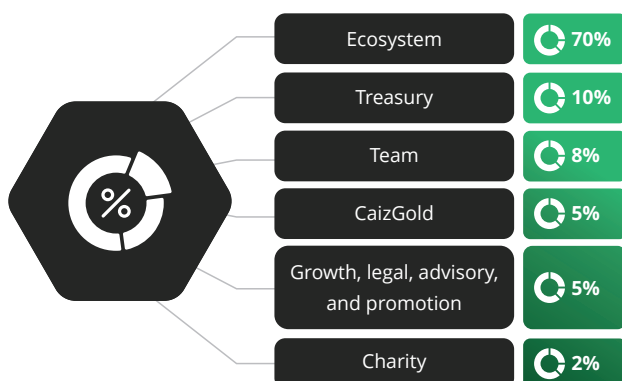 Ecosystem 70%
Treasury 10%
Team 8%
CaizGold 5%
Growth, legal, advisory,
and promotion 5%
Charity 2%
%